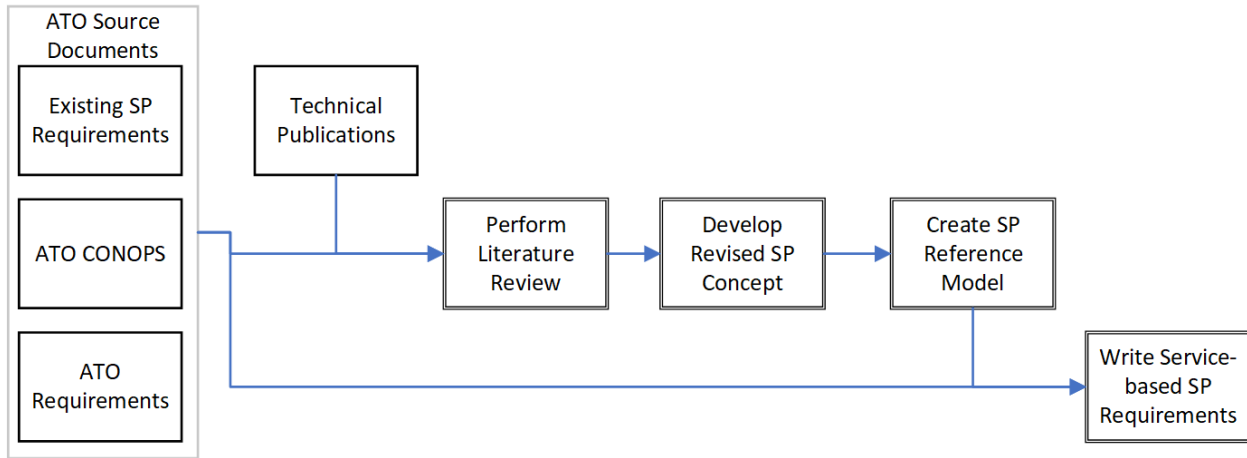 ATO Source
Documents
Existing SP
Requirements
ATO CONOPS
ATO
Requirements
Technical
Publications
Perform
Literature
Review
Develop
Revised SP
Concept
Create SP
Reference
Model
Write Service-
based SP
Requirements